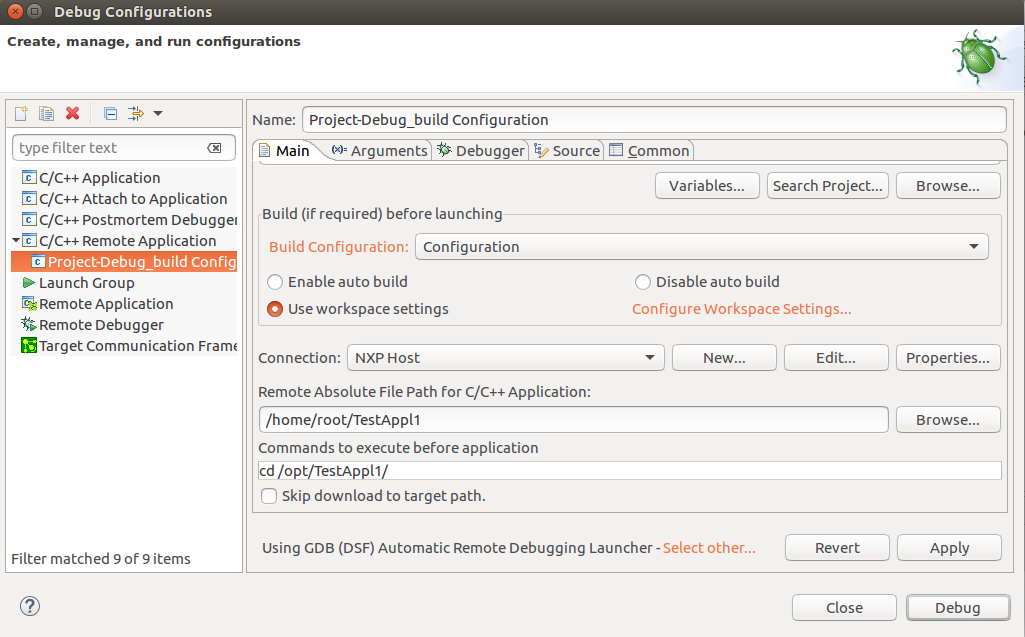 Debug Configurations
Create, manage, and run configurations
type filter text
C/C++ Application
C/C++ Attach to Application
C/C++ Postmortem Debugger
C/C++ Remote Application
Project-Debug_build Config
Launch Group
Remote Application
Remote Debugger
Target Communication Frame
Filter matched 9 of 9 items
Name: Project-Debug_build Configuration
Main (x)= Arguments Debugger Source Common
Variables... Search Project... Browse...
Build (if required) before launching
Build Configuration: Configuration
Enable auto build Disable auto build
Use workspace settings Configure Workspace Settings...
Connection: NXP Host New... Edit... Properties...
Remote Absolute File Path for C/C++ Application:
/home/root/TestAppl1 Browse...
Commands to execute before application
cd /opt/TestAppl1/
Skip download to target path.
Using GDB (DSF) Automatic Remote Debugging Launcher - Select other... Revert Apply
? Close Debug